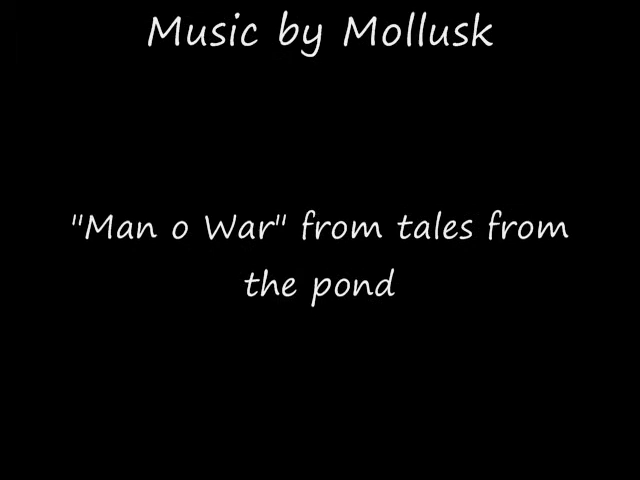 Music by Mollusk
"Man o War" from tales from
the pond